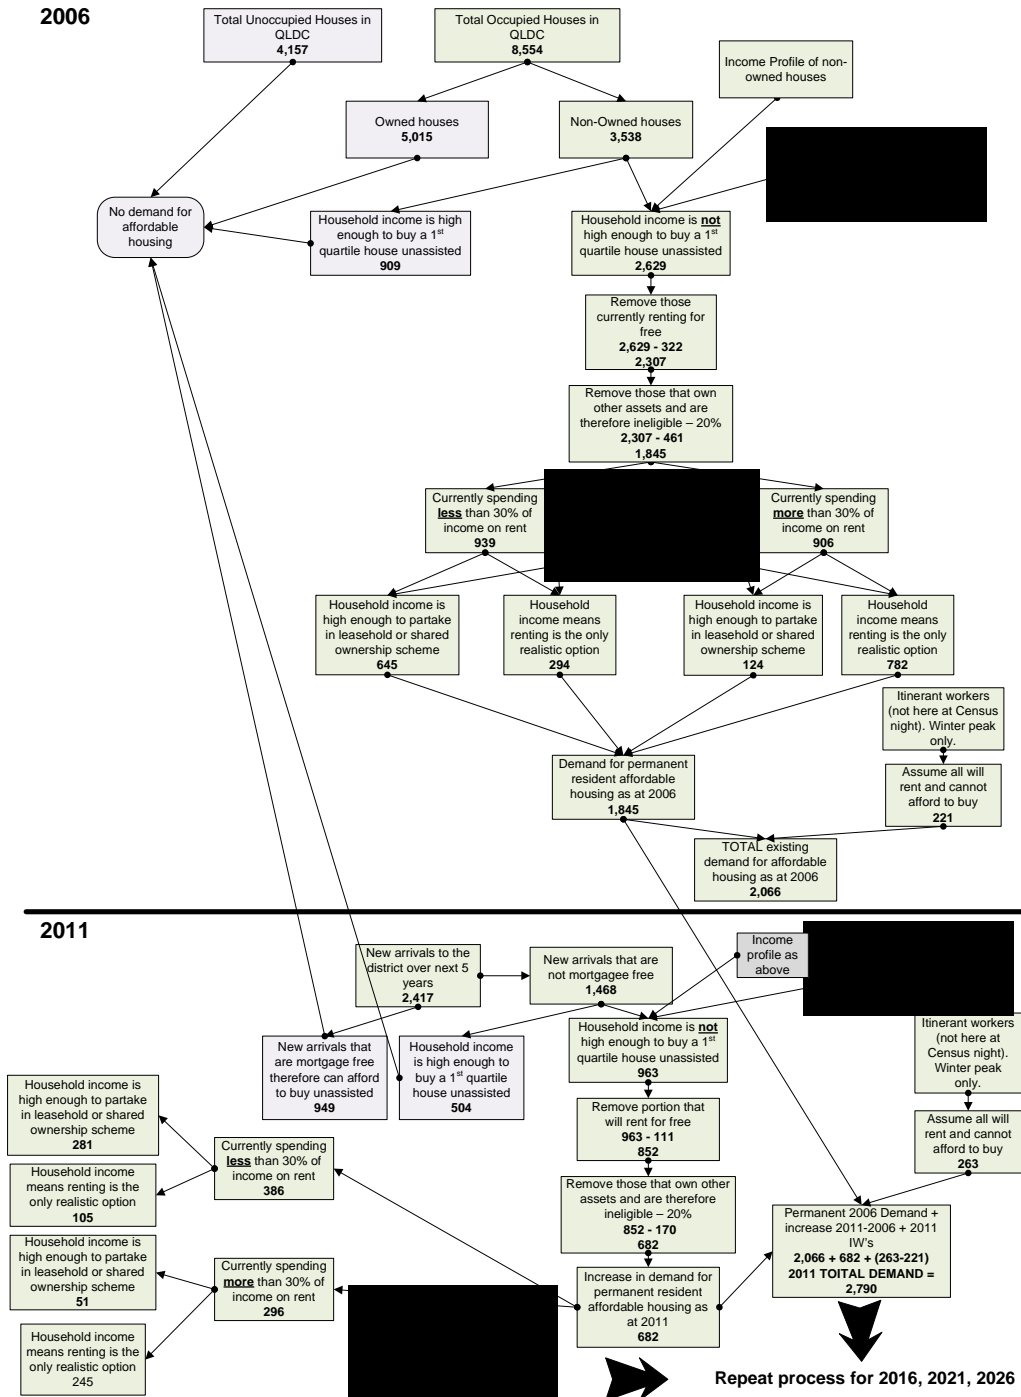 2006
Total Unoccupied Houses in
QLDC
4,157
Total Occupied Houses in
QLDC
8,554
Income Profile of non-
owned houses
Owned houses
5,015
Non-Owned houses
3,538
No demand for
affordable
housing
Household income is high
enough to buy a 1st
quartile house unassisted
909
Household income is not
high enough to buy a 1st
quartile house unassisted
2,629
Remove those
currently renting for
free
2,629 - 322
2,307
Remove those that own
other assets and are
therefore ineligible – 20%
2,307 - 461
1,845
Currently spending
less than 30% of
income on rent
939
Currently spending
more than 30% of
income on rent
906
Household income is
high enough to partake
in leasehold or shared
ownership scheme
645
Household
income means
renting is the only
realistic option
294
Household income is
high enough to partake
in leasehold or shared
ownership scheme
124
Household
income means
renting is the only
realistic option
782
Itinerant workers
(not here at Census
night). Winter peak
only.
Demand for permanent
resident affordable
housing as at 2006
1,845
Assume all will
rent and cannot
afford to buy
221
TOTAL existing
demand for affordable
housing as at 2006
2,066
2011
New arrivals to the
district over next 5
years
2,417
New arrivals that are
not mortgagee free
1,468
Income
profile as
above
New arrivals that
are mortgage free
therefore can afford
to buy unassisted
949
Household income
is high enough to
buy a 1st quartile
house unassisted
504
Household income is not
high enough to buy a 1st
quartile house unassisted
963
Itinerant workers
(not here at
Census night).
Winter peak
only.
Remove portion that
will rent for free
963 - 111
852
Assume all will
rent and cannot
afford to buy
263
Household income is
high enough to partake
in leasehold or shared
ownership scheme
281
Currently spending
less than 30% of
income on rent
386
Household income
means renting is the
only realistic option
105
Remove those that own other
assets and are therefore
ineligible – 20%
852 - 170
682
Permanent 2006 Demand +
increase 2011-2006 + 2011
IW's
2,066 + 682 + (263-221)
2011 TOITAL DEMAND =
2,790
Household income is
high enough to partake
in leasehold or shared
ownership scheme
51
Currently spending
more than 30% of
income on rent
296
Increase in demand for
permanent resident
affordable housing as
at 2011
682
Household income
means renting is the
only realistic option
245
Repeat process for 2016, 2021, 2026